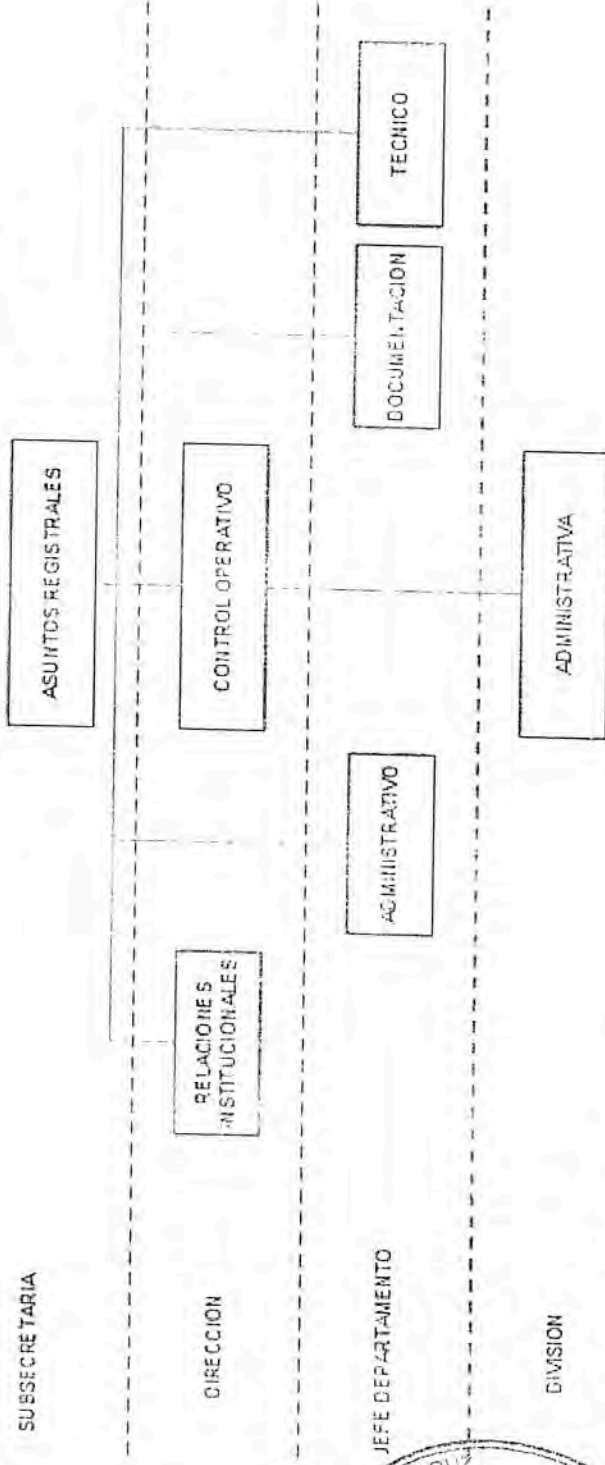 SUBSECRETARIA
ASUNTOS REGISTRALES
DIRECCION
RELACIONES
INSTITUCIONALES
CONTROL OPERATIVO
JEFE DEPARTAMENTO
ADMINISTRATIVO
DOCUMENTACION
TECNICO
DIVISION
ADMINISTRATIVA